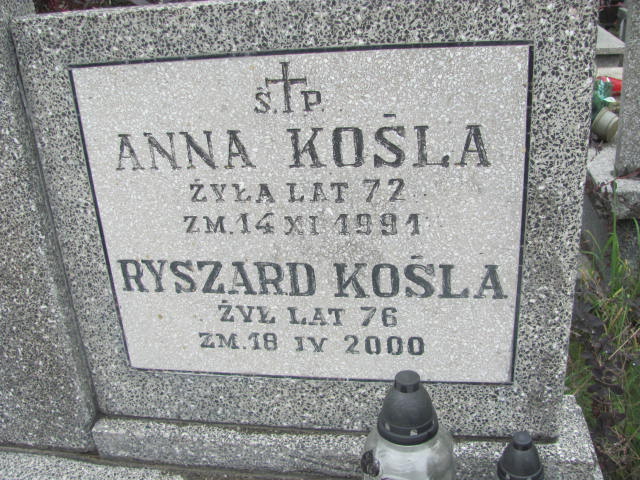 Ś.†P.
ANNA KOŚLA
ŻYŁA LAT 72
ZM. 14 XI 1991
RYSZARD KOŚLA
ŻYŁ LAT 76
ZM. 18 IV 2000